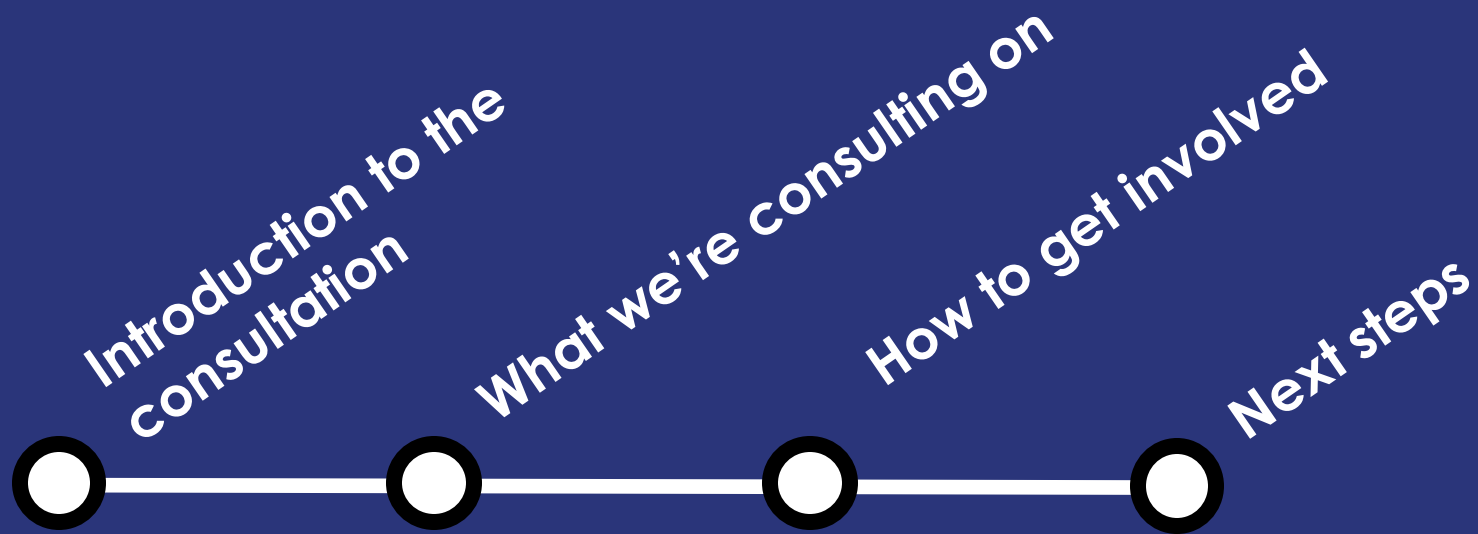 Introduction to the
consultation
What we’re consulting on
How to get involved
Next steps